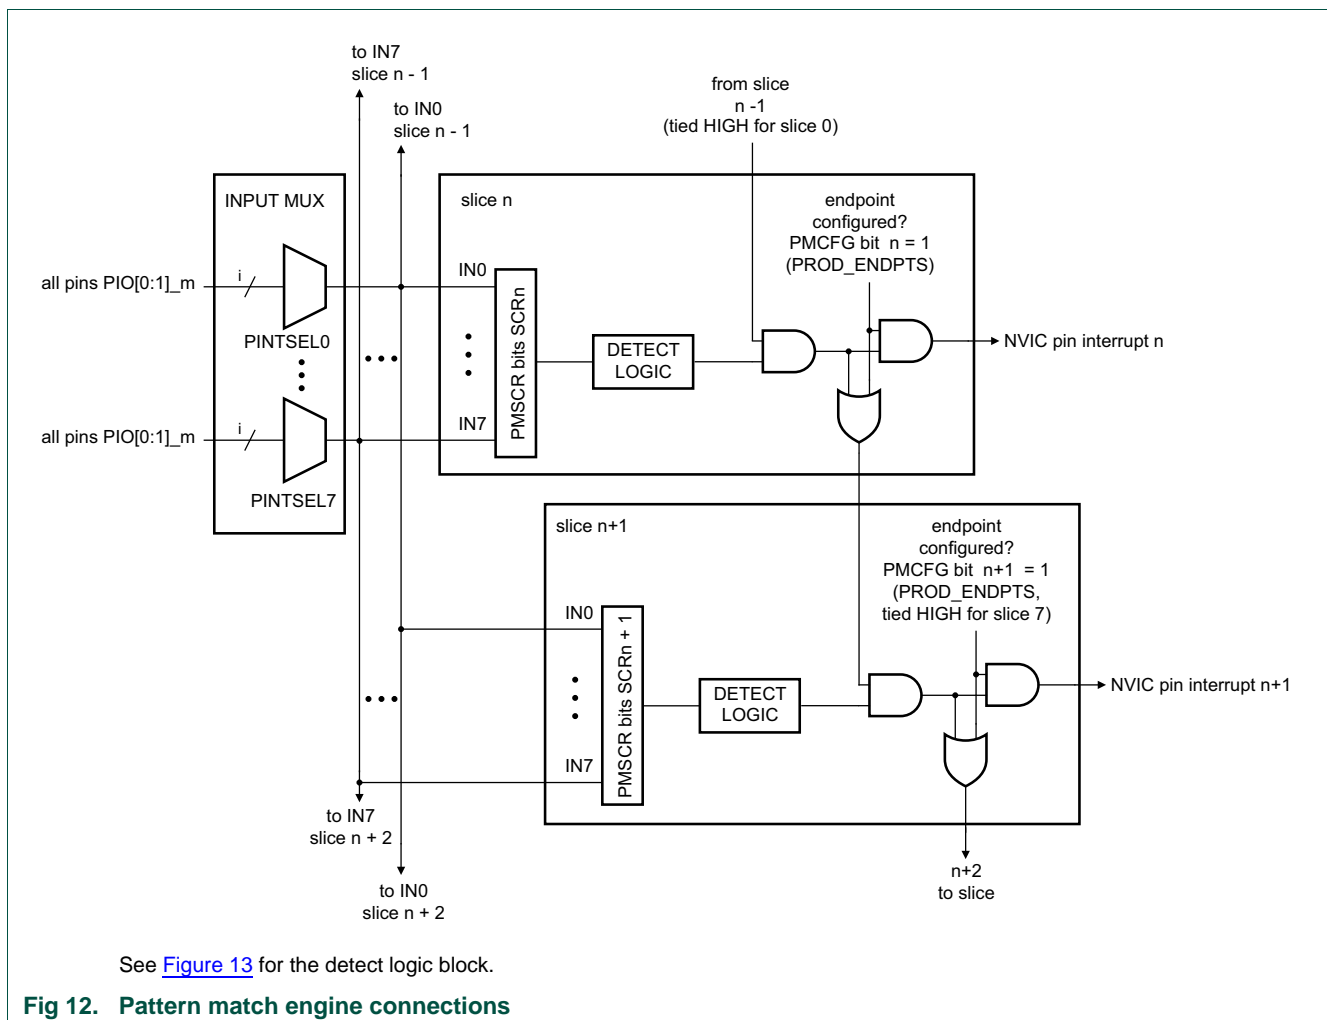 to IN7
slice n - 1
to IN0
slice n - 1
from slice
n -1
(tied HIGH for slice 0)
INPUT MUX
all pins PIO[0:1]_m
i
PINTSEL0
all pins PIO[0:1]_m
i
PINTSEL7
slice n
IN0
IN7
PMSCR bits SCRn
DETECT
LOGIC
endpoint
configured?
PMCFG bit n = 1
(PROD_ENDPTS)
NVIC pin interrupt n
slice n+1
IN0
IN7
PMSCR bits SCRn + 1
DETECT
LOGIC
endpoint
configured?
PMCFG bit n+1 = 1
(PROD_ENDPTS,
tied HIGH for slice 7)
NVIC pin interrupt n+1
to IN7
slice n + 2
to IN0
slice n + 2
n+2
to slice
See Figure 13 for the detect logic block.
Fig 12. Pattern match engine connections